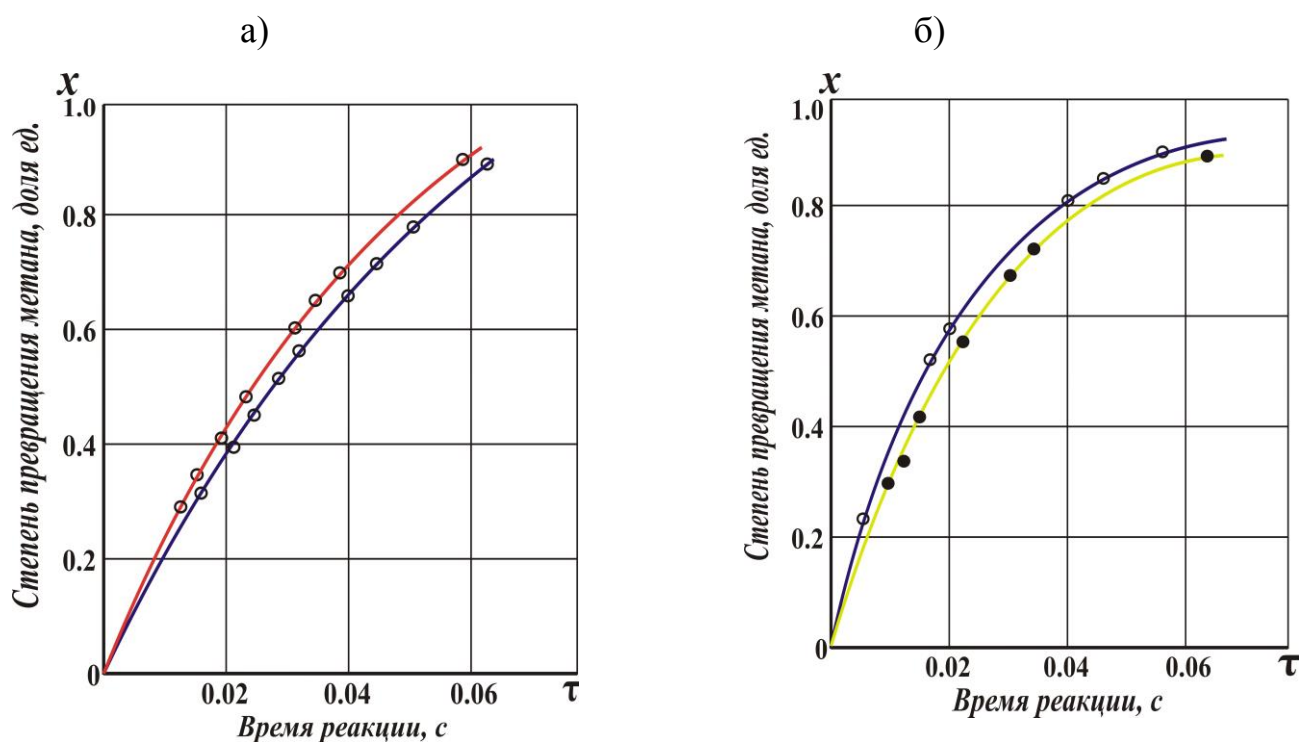 а)
x
1.0
0.8
0.6
0.4
0.2
0
Степень превращения метана, доля ед.
0.02
0.04
0.06
τ
Время реакции, с
б)
x
1.0
0.8
0.6
0.4
0.2
0
Степень превращения метана, доля ед.
0.02
0.04
0.06
τ
Время реакции, с